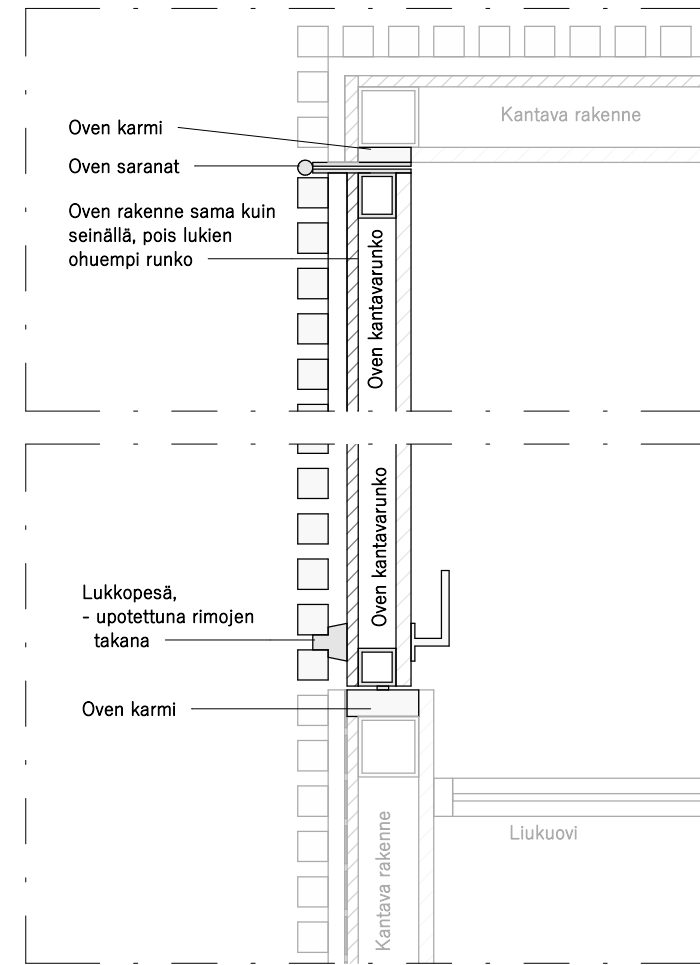 Kantava rakenne
Oven karmi
Oven saranat
Oven rakenne sama kuin
seinällä, pois lukien
ohuempi runko
Oven kantavarunko
Oven kantavarunko
Lukkopesä,
- upotettuna rimojen
takana
Oven karmi
Liukuovi
Kantava rakenne